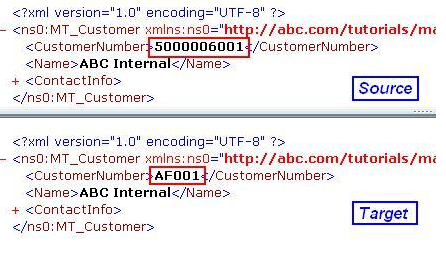 <?xml version="1.0" encoding="UTF-8" ?>
- <ns0:MT_Customer xmlns:ns0="http://abc.com/tutorials/ma
<CustomerNumber>5000006001</CustomerNumber>
<Name>ABC Internal</Name>
+ <ContactInfo>
</ns0:MT_Customer>
Source
<?xml version="1.0" encoding="UTF-8" ?>
- <ns0:MT_Customer xmlns:ns0="http://abc.com/tutorials/ma
<CustomerNumber>AF001</CustomerNumber>
<Name>ABC Internal</Name>
+ <ContactInfo>
</ns0:MT_Customer>
Target